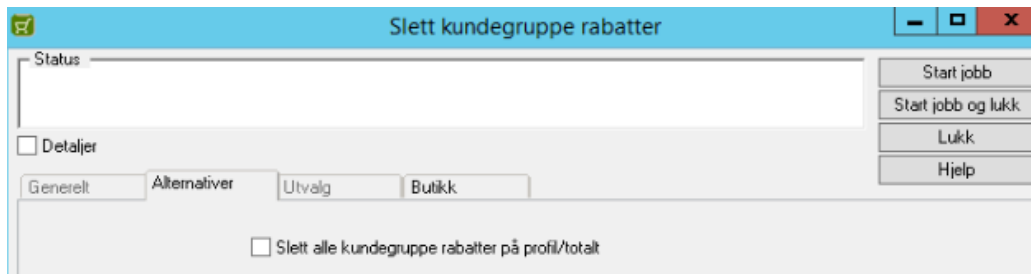 Slett kundegruppe rabatter
Status
Start jobb
Start jobb og lukk
Lukk
Hjelp
Detaljer
Generelt
Alternativer
Utvalg
Butikk
Slett alle kundegruppe rabatter på profil/totalt